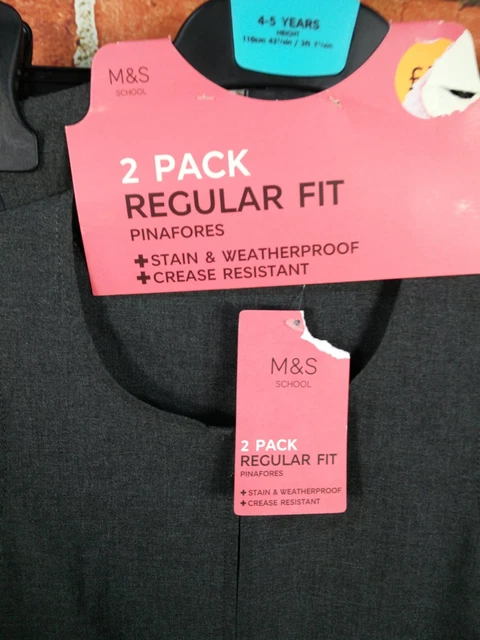 4-5 YEARS
HEIGHT
M&S
SCHOOL
2 PACK
REGULAR FIT
PINAFORES
+STAIN & WEATHERPROOF
+CREASE RESISTANT
M&S
SCHOOL
2 PACK
REGULAR FIT
PINAFORES
+STAIN & WEATHERPROOF
+CREASE RESISTANT